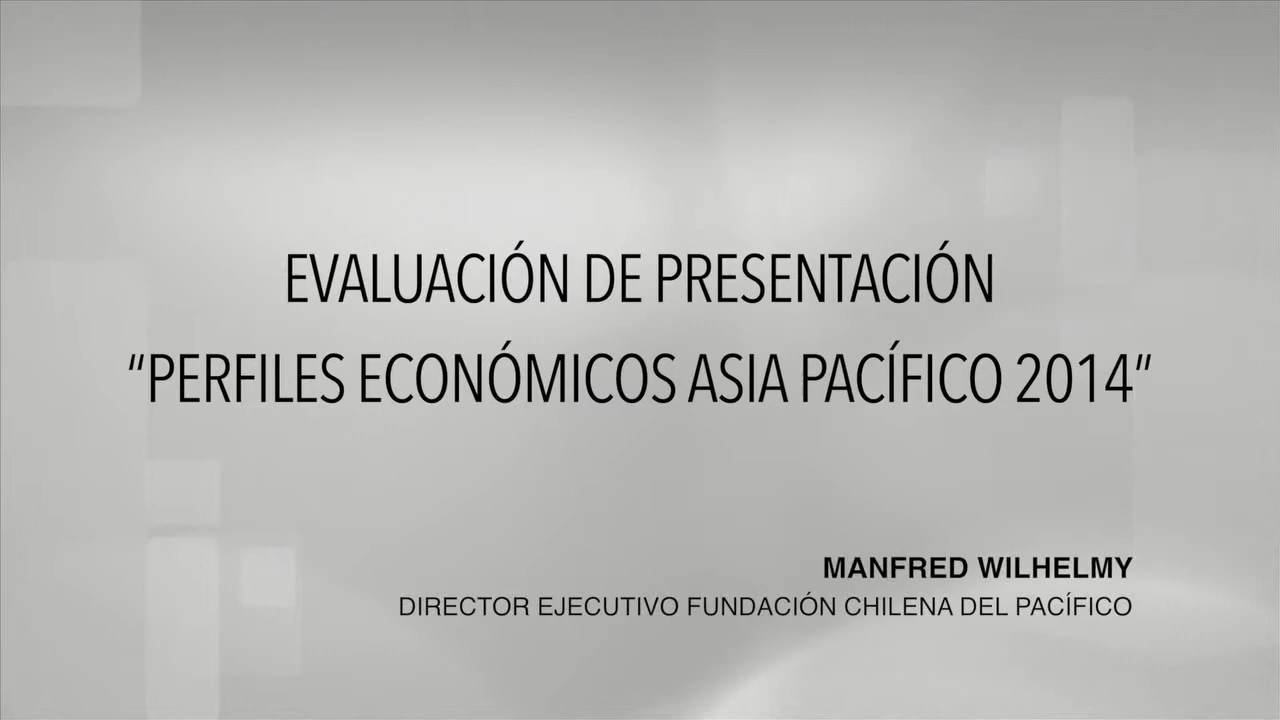 EVALUACIÓN DE PRESENTACIÓN
“PERFILES ECONÓMICOS ASIA PACÍFICO 2014“
MANFRED WILHELMY
DIRECTOR EJECUTIVO FUNDACIÓN CHILENA DEL PACÍFICO